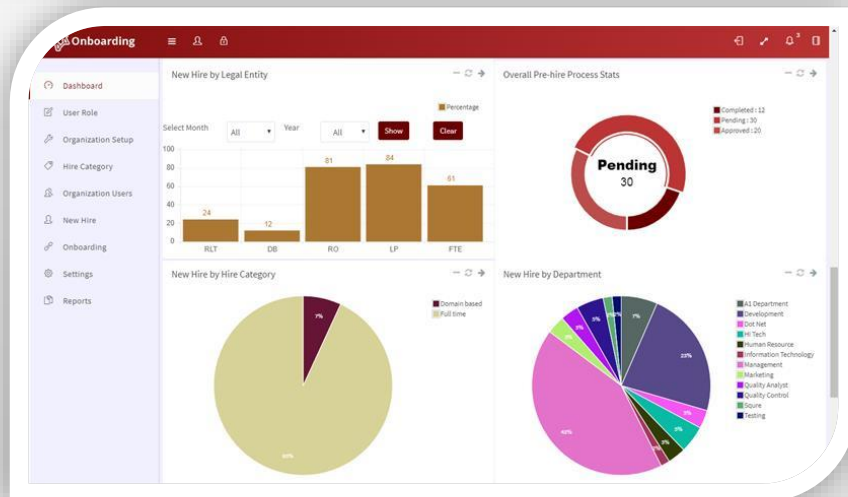 Onboarding
3
Dashboard
User Role
Organization Setup
Hire Category
Organization Users
New Hire
Onboarding
Settings
Reports
New Hire by Legal Entity
Percentage
Select Month All Year All Show Clear
100
80
60
40
20
0
24
12
81
84
61
RLT DB RO LP FTE
Overall Pre-hire Process Stats
Completed : 12
Pending : 30
Approved : 20
Pending
30
New Hire by Hire Category
Domain based
Full time
7%
New Hire by Department
A1 Department
Development
Dot Net
HI Tech
Human Resource
Information Technology
Management
Marketing
Quality Analyst
Quality Control
Squre
Testing
7%
23%